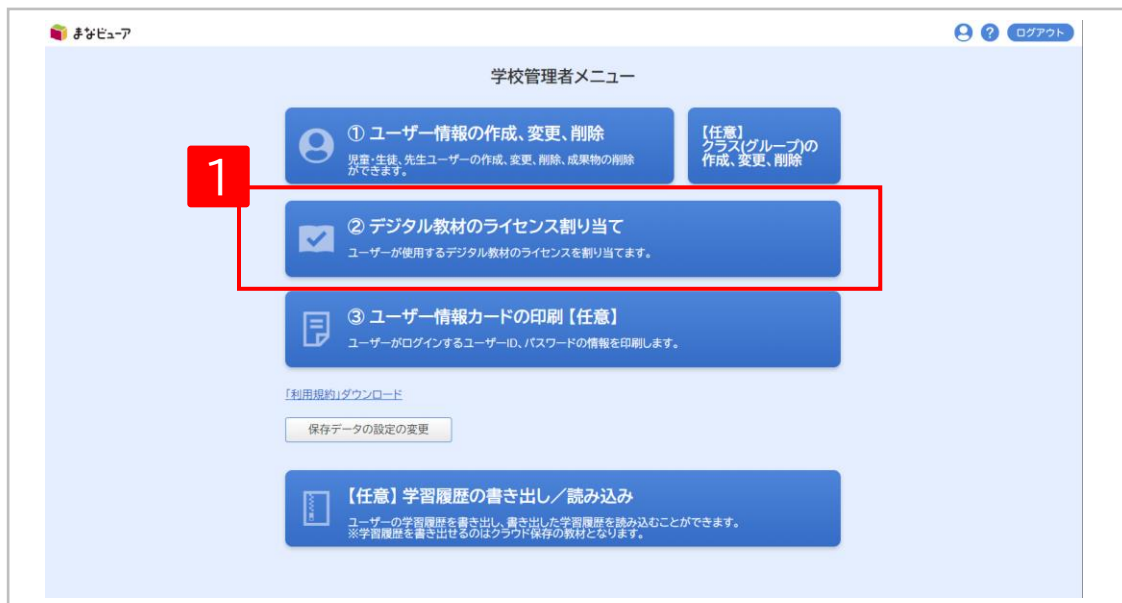 まなビューア
? ログアウト
学校管理者メニュー
① ユーザー情報の作成、変更、削除
児童・生徒、先生ユーザーの作成、変更、削除、成果物の削除
ができます。
【任意】
クラス(グループ)の
作成、変更、削除
1
② デジタル教材のライセンス割り当て
ユーザーが使用するデジタル教材のライセンスを割り当てます。
③ ユーザー情報カードの印刷【任意】
ユーザーがログインするユーザーID、パスワードの情報を印刷します。
「利用規約」ダウンロード
保存データの設定の変更
【任意】学習履歴の書き出し／読み込み
ユーザーの学習履歴を書き出し、書き出した学習履歴を読み込むことができます。
※学習履歴を書き出せるのはクラウド保存の教材となります。